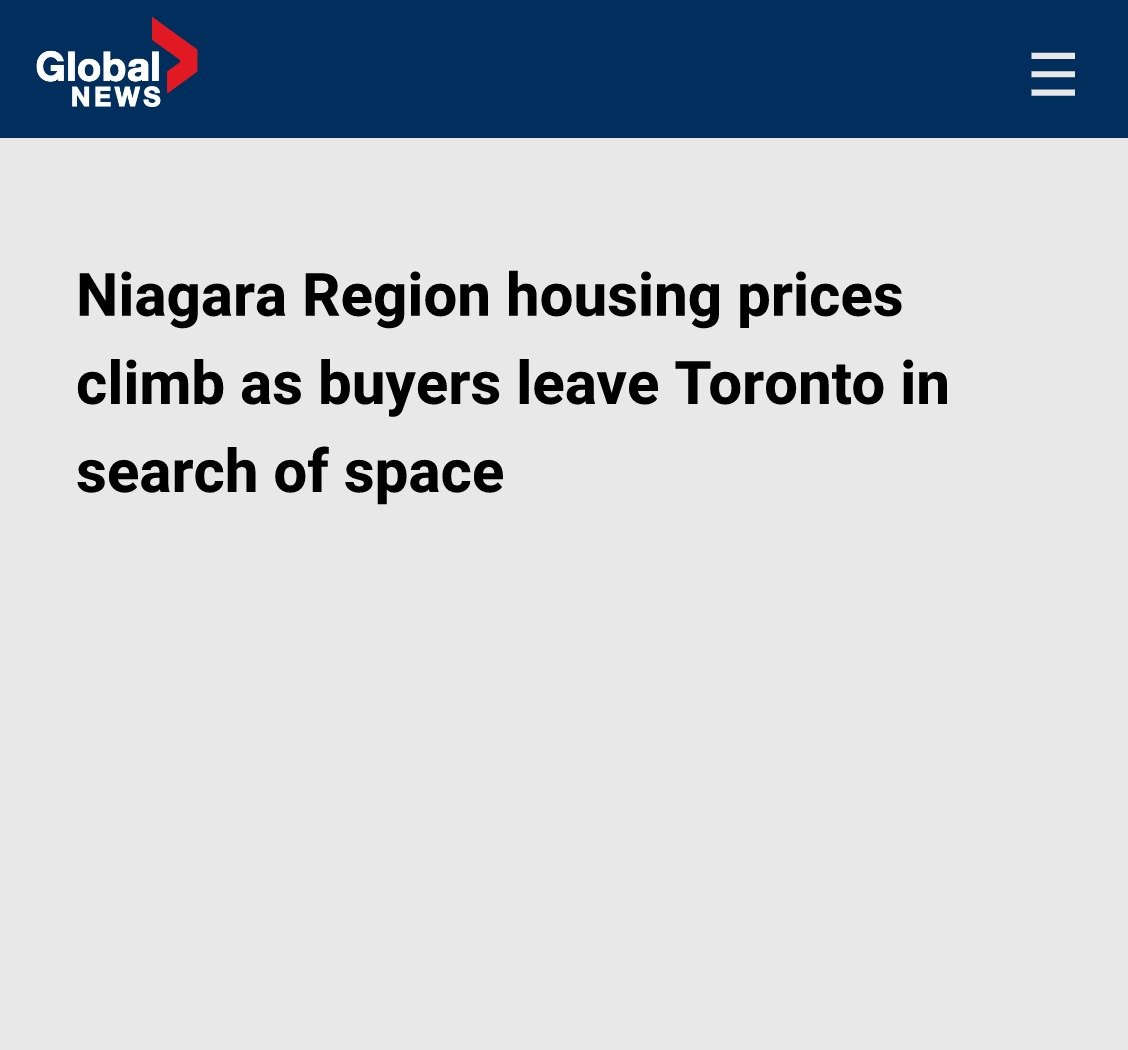 Global
NEWS
Niagara Region housing prices
climb as buyers leave Toronto in
search of space